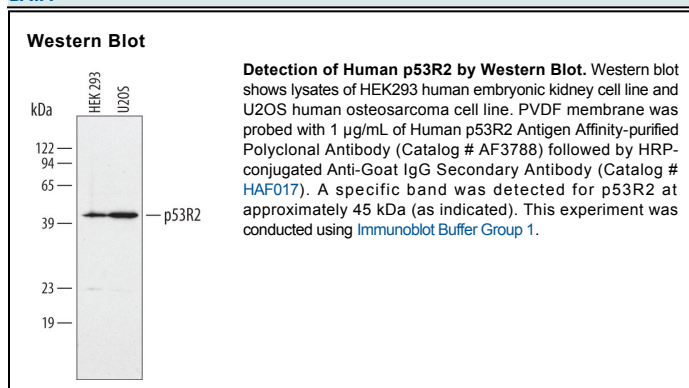 Western Blot
kDa
HEK 293
U2OS
122
94
65
39
23
19
p53R2
Detection of Human p53R2 by Western Blot. Western blot
shows lysates of HEK293 human embryonic kidney cell line and
U2OS human osteosarcoma cell line. PVDF membrane was
probed with 1 µg/mL of Human p53R2 Antigen Affinity-purified
Polyclonal Antibody (Catalog # AF3788) followed by HRP-
conjugated Anti-Goat IgG Secondary Antibody (Catalog #
HAF017). A specific band was detected for p53R2 at
approximately 45 kDa (as indicated). This experiment was
conducted using Immunoblot Buffer Group 1.